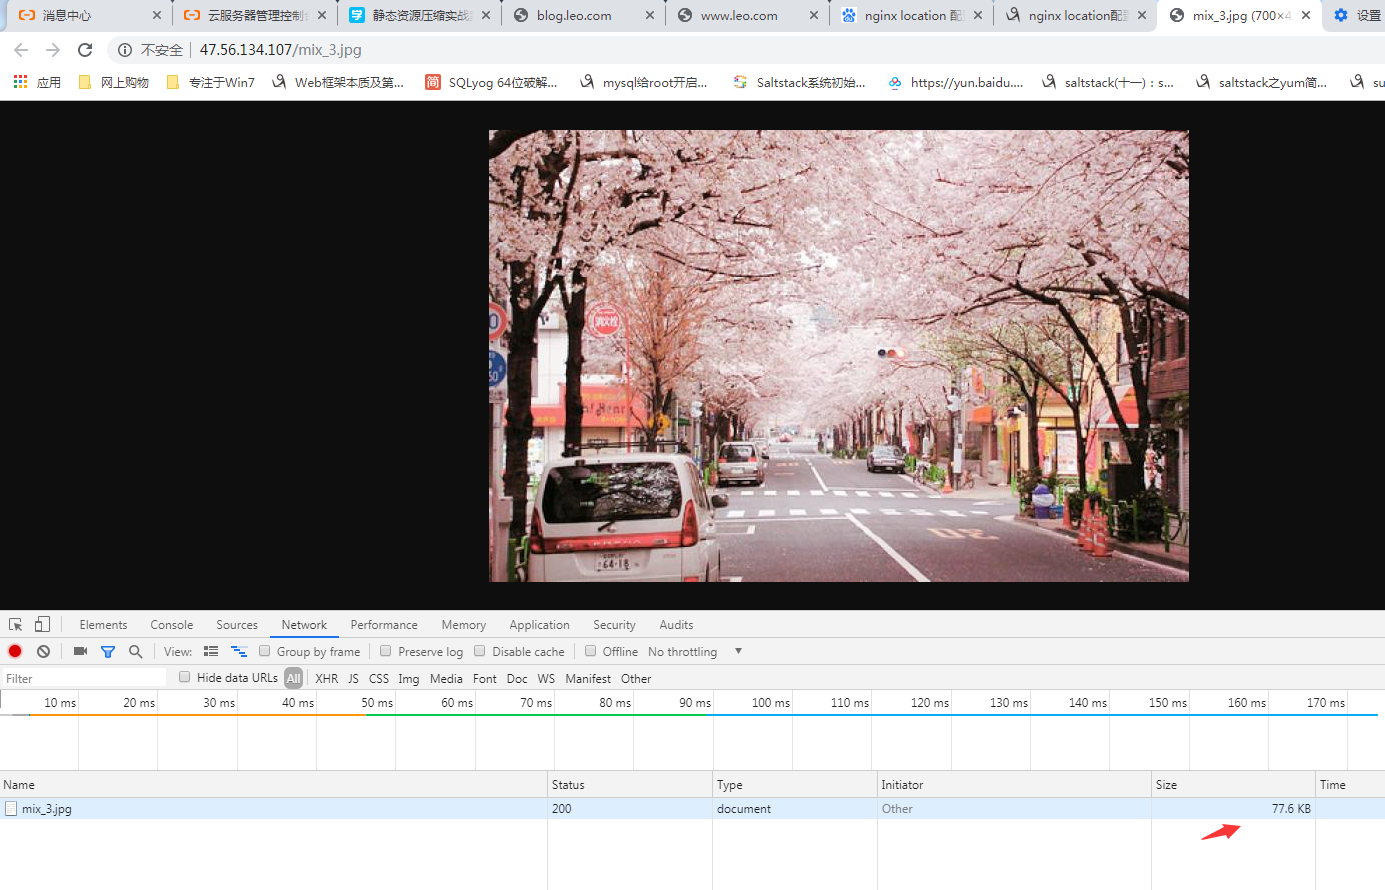 消息中心
云服务器管理控制台
静态资源压缩实战
blog.leo.com
www.leo.com
nginx location 配
nginx location配置
mix_3.jpg (700×4
设置
不安全
47.56.134.107/mix_3.jpg
应用
网上购物
专注于Win7
Web框架本质及第...
简
SQLyog 64位破解...
mysql给root开启...
Saltstack系统初始...
https://yun.baidu....
saltstack(十一)：s...
saltstack之yum简...
su
消火栓
64-18
Elements
Console
Sources
Network
Performance
Memory
Application
Security
Audits
View:
Group by frame
Preserve log
Disable cache
Offline
No throttling
Filter
Hide data URLs
All
XHR
JS
CSS
Img
Media
Font
Doc
WS
Manifest
Other
10 ms
20 ms
30 ms
40 ms
50 ms
60 ms
70 ms
80 ms
90 ms
100 ms
110 ms
120 ms
130 ms
140 ms
150 ms
160 ms
170 ms
Name
Status
Type
Initiator
Size
Time
mix_3.jpg
200
document
Other
77.6 KB